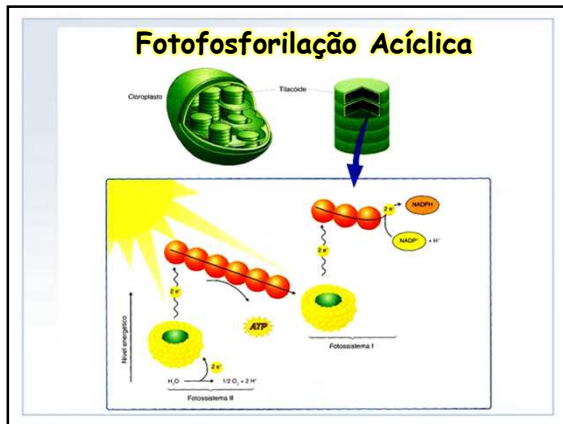 Fotofosforilação Acíclica
Cloroplasto
Tilacóide
2 e⁻
NADPH
NADP⁺ + H⁺
2 e⁻
2 e⁻
ATP
Nível energético
Fotossistema I
2 e⁻
H₂O
1/2 O₂ + 2 H⁺
Fotossistema II